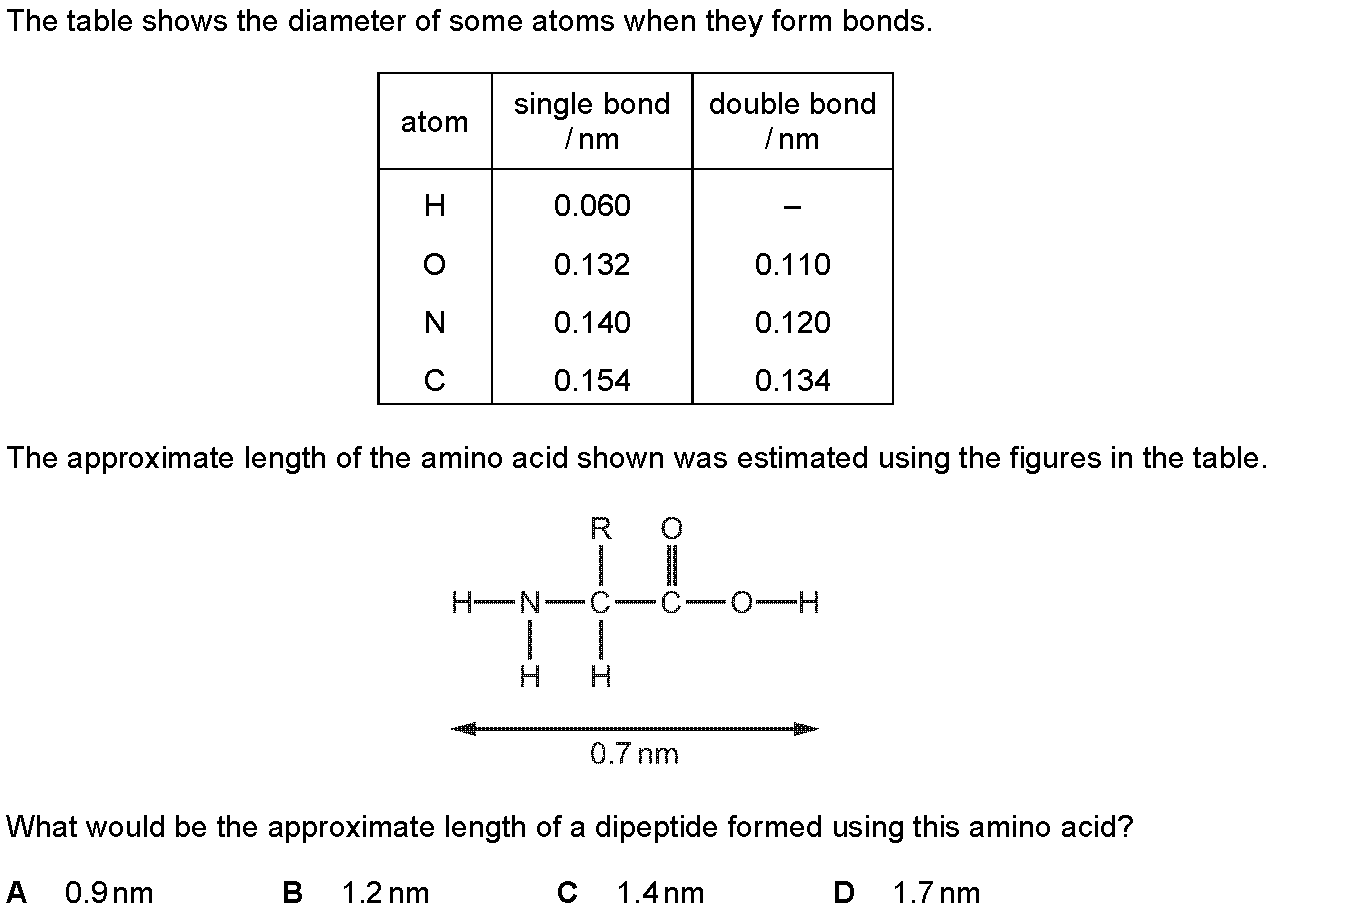 The table shows the diameter of some atoms when they form bonds.
atom single bond / nm double bond / nm
H 0.060 –
O 0.132 0.110
N 0.140 0.120
C 0.154 0.134
The approximate length of the amino acid shown was estimated using the figures in the table.
R O
H N C C O H
H H
0.7 nm
What would be the approximate length of a dipeptide formed using this amino acid?
A 0.9 nm B 1.2 nm C 1.4 nm D 1.7 nm